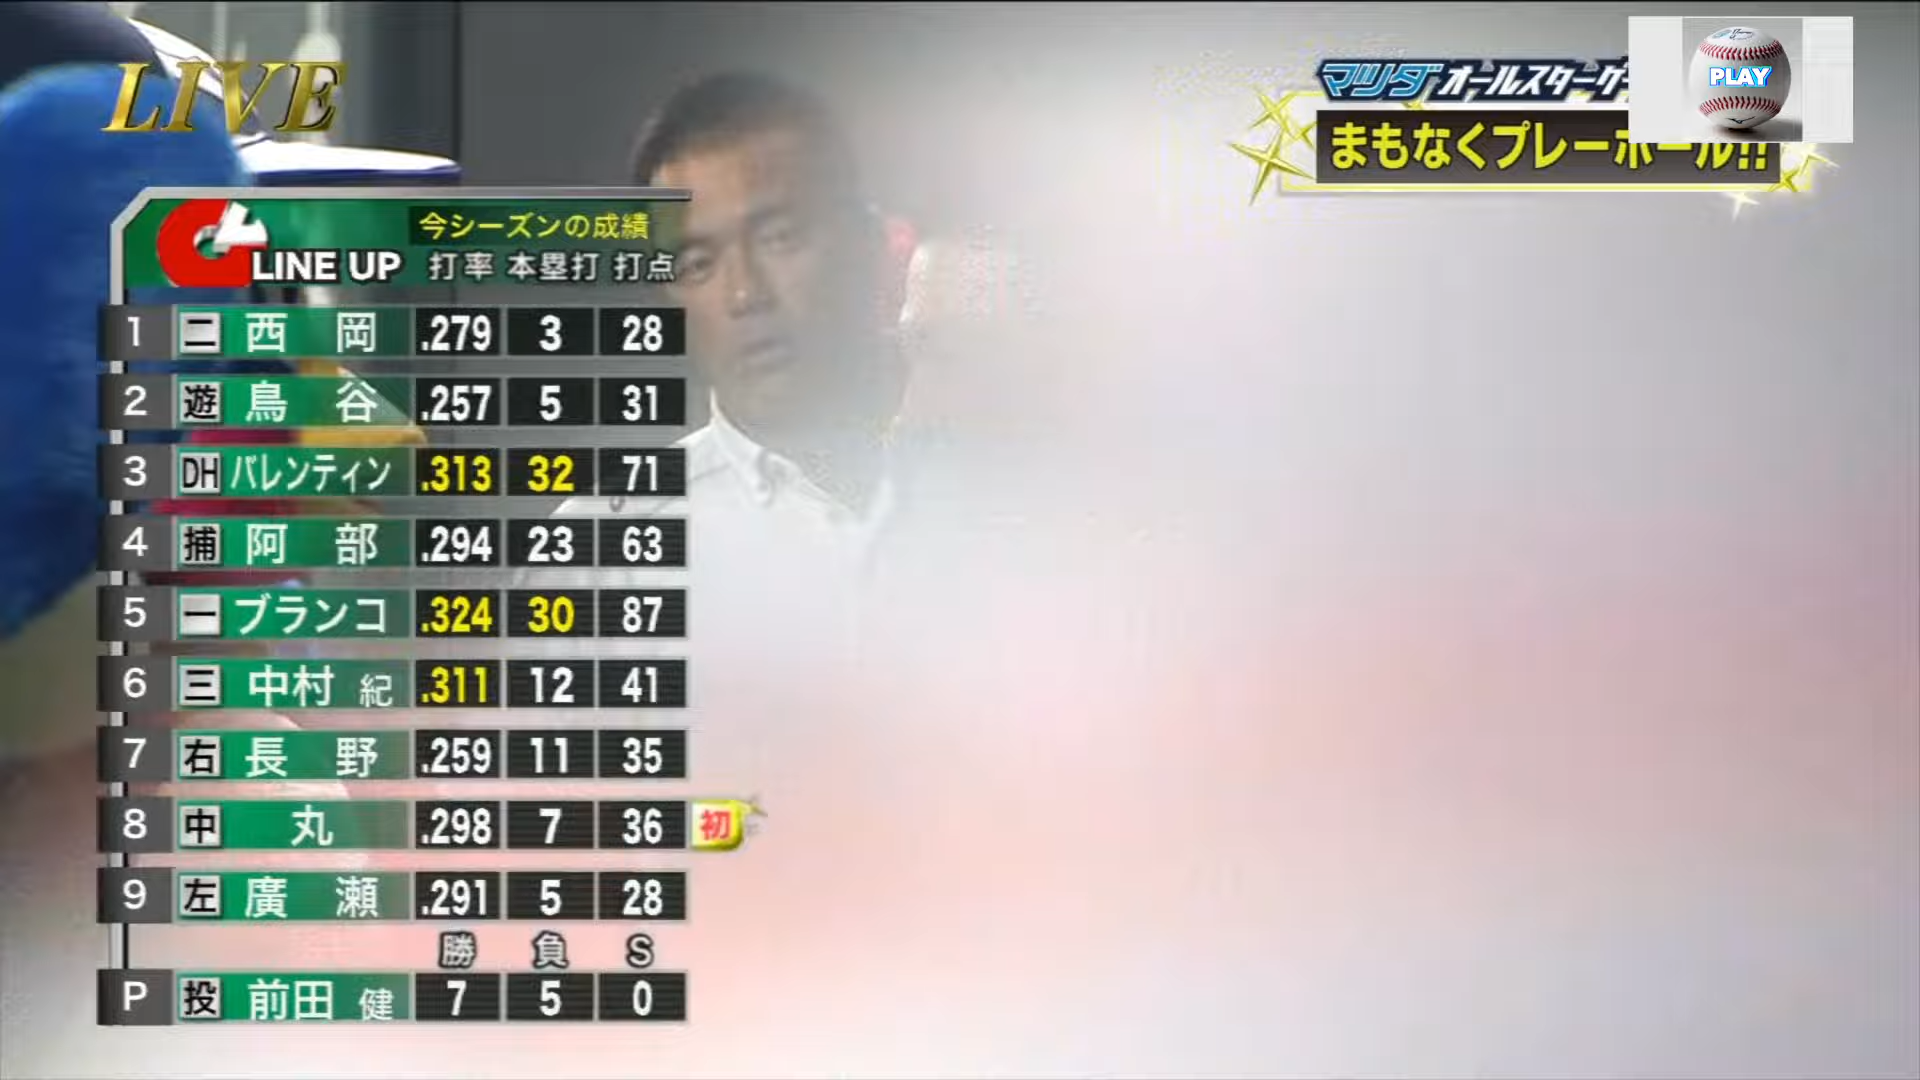 LIVE
マツダオールスターゲ
PLAY
まもなくプレーボール!!
今シーズンの成績
LINE UP 打率 本塁打 打点
1 二 西岡 .279 3 28
2 遊 鳥谷 .257 5 31
3 DH バレンティン .313 32 71
4 捕 阿部 .294 23 63
5 一 ブランコ .324 30 87
6 三 中村 紀 .311 12 41
7 右 長野 .259 11 35
8 中 丸 .298 7 36 初
9 左 廣瀬 .291 5 28
勝 負 S
P 投 前田 健 7 5 0